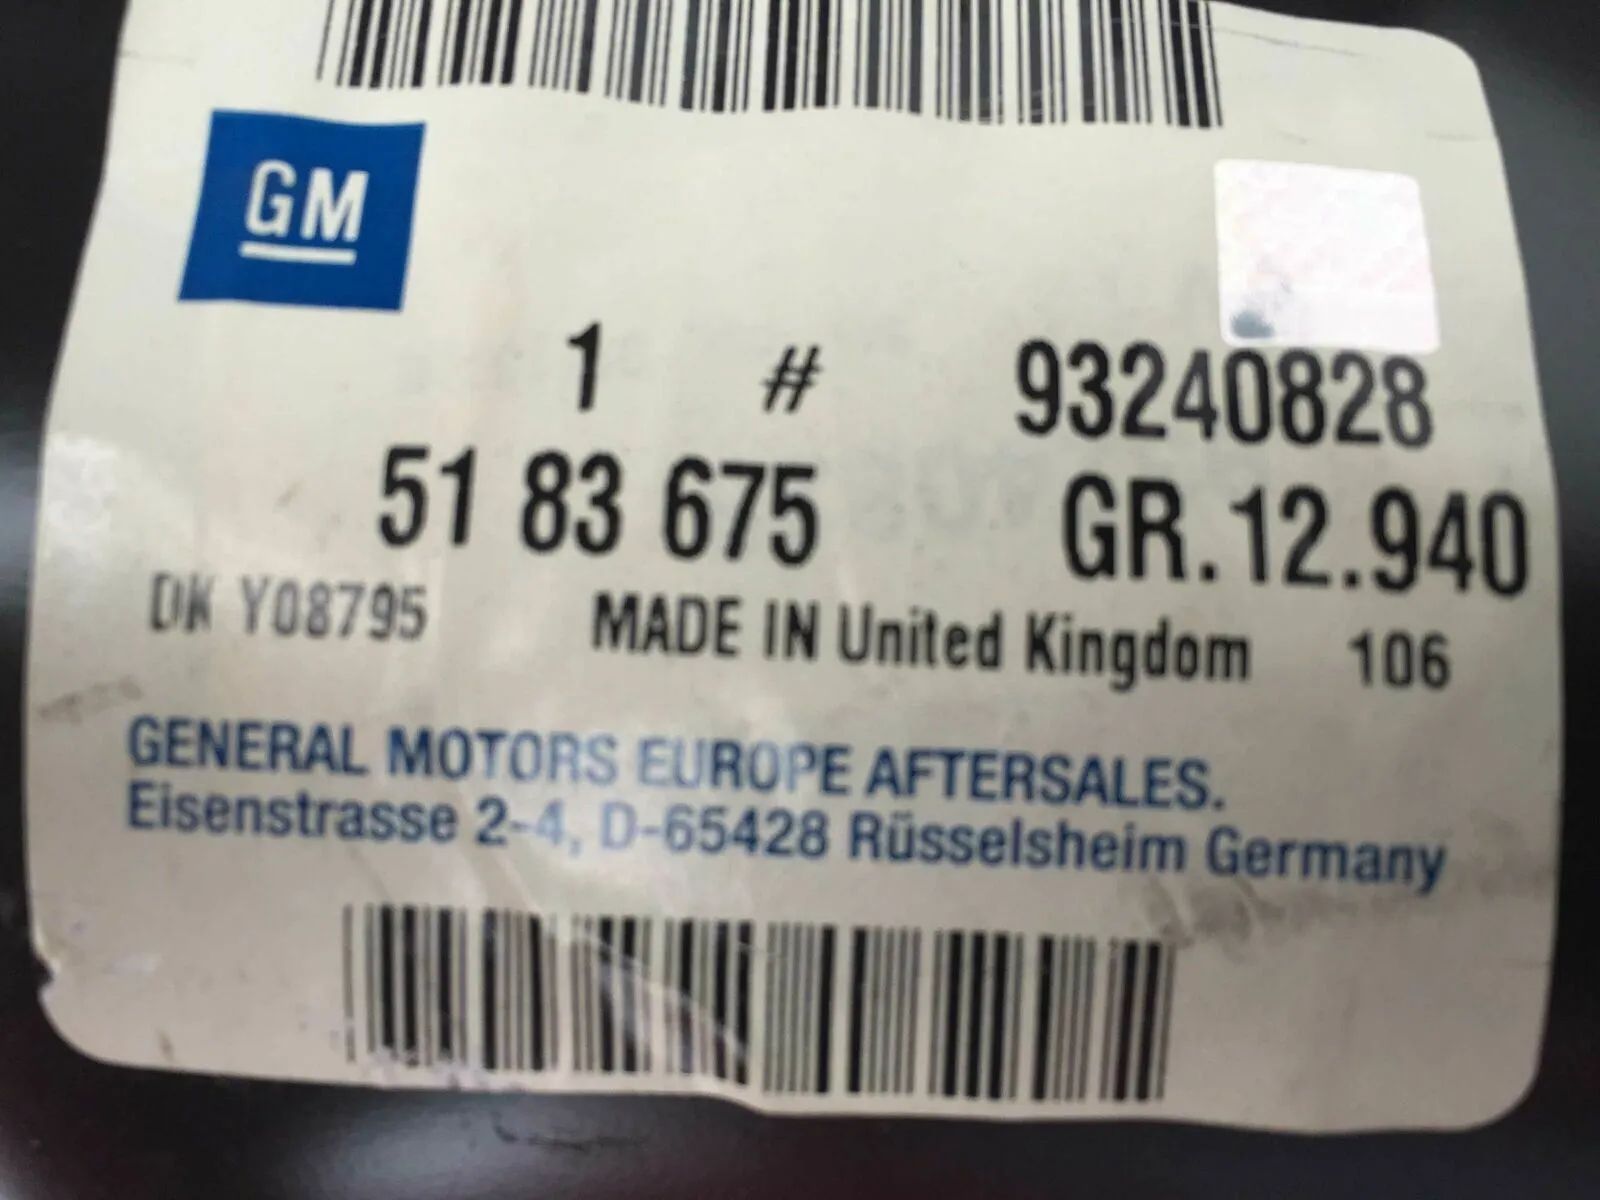 GM
1 # 93240828
51 83 675 GR.12.940
DK Y08795 MADE IN United Kingdom 106
GENERAL MOTORS EUROPE AFTERSALES.
Eisenstrasse 2-4, D-65428 Rüsselsheim Germany